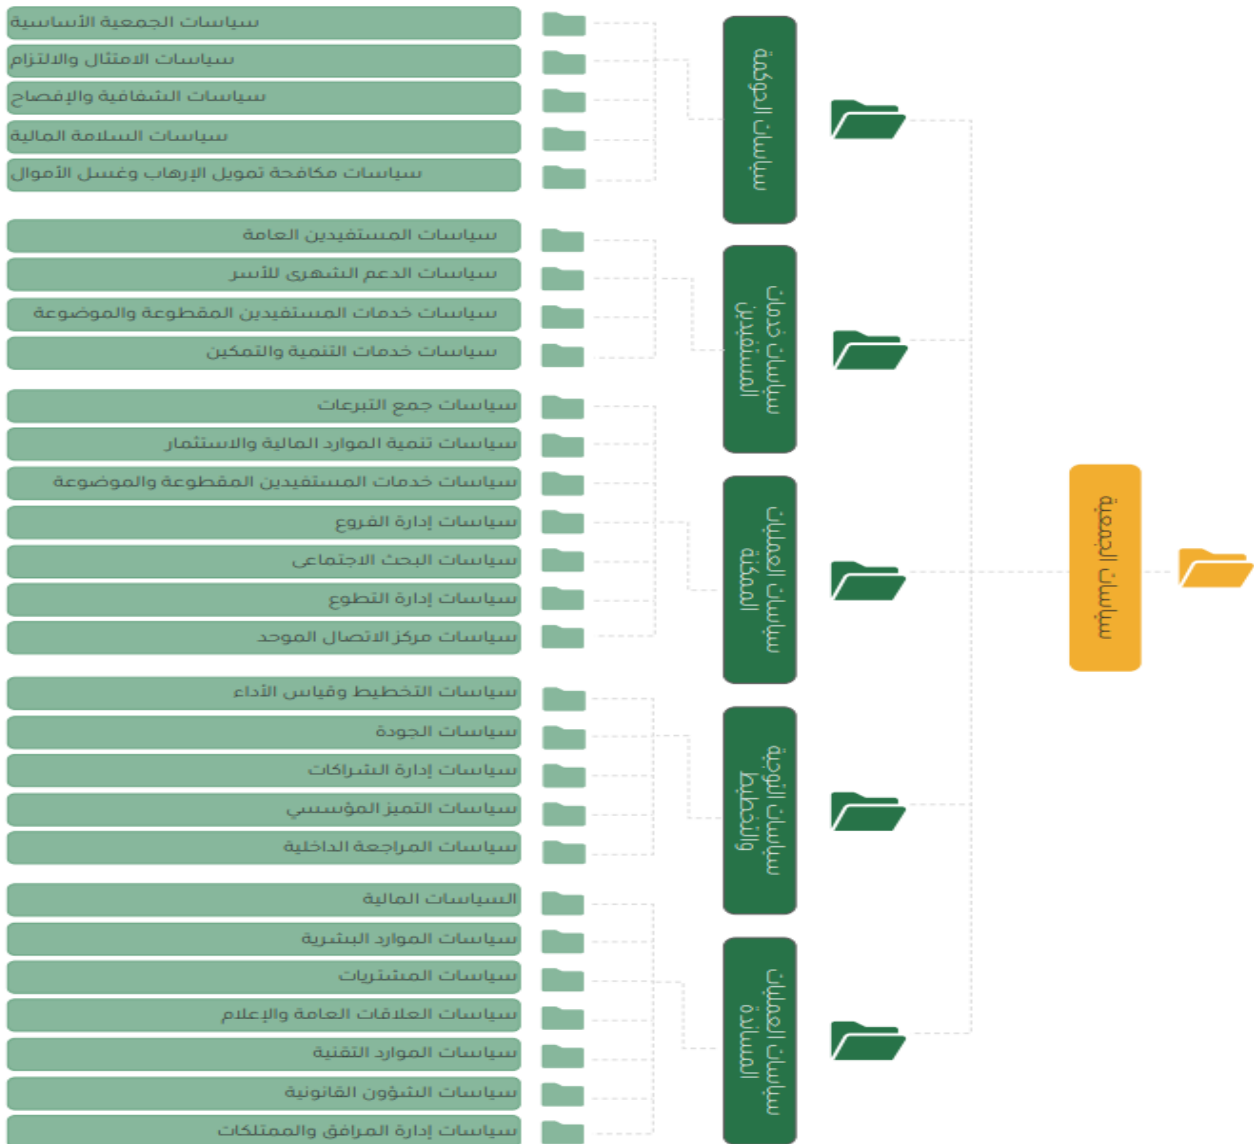 سياسات الجمعية
سياسات الحوكمة
سياسات الجمعية الأساسية
سياسات الامتثال والالتزام
سياسات الشفافية والإفصاح
سياسات السلامة المالية
سياسات مكافحة تمويل الإرهاب وغسل الأموال
سياسات خدمات
المستفيدين
سياسات المستفيدين العامة
سياسات الدعم الشهري للأسر
سياسات خدمات المستفيدين المقطوعة والموضوعة
سياسات خدمات التنمية والتمكين
سياسات العمليات
الممكنة
سياسات جمع التبرعات
سياسات تنمية الموارد المالية والاستثمار
سياسات خدمات المستفيدين المقطوعة والموضوعة
سياسات إدارة الفروع
سياسات البحث الاجتماعي
سياسات إدارة التطوع
سياسات مركز الاتصال الموحد
سياسات التوجية
والتخطيط
سياسات التخطيط وقياس الأداء
سياسات الجودة
سياسات إدارة الشراكات
سياسات التميز المؤسسي
سياسات المراجعة الداخلية
سياسات العمليات
المساندة
السياسات المالية
سياسات الموارد البشرية
سياسات المشتريات
سياسات العلاقات العامة والإعلام
سياسات الموارد التقنية
سياسات الشؤون القانونية
سياسات إدارة المرافق والممتلكات